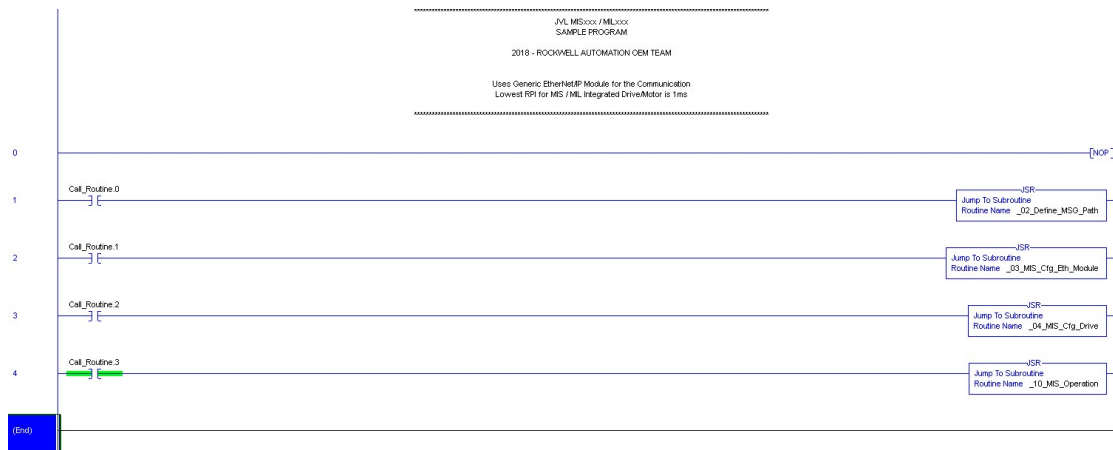 ********************************************************************************
JVL MISxxx / MILxxx
SAMPLE PROGRAM
2018 - ROCKWELL AUTOMATION OEM TEAM
Uses Generic EtherNet/IP Module for the Communication
Lowest RPI for MIS / MIL Integrated Drive/Motor is 1ms
********************************************************************************
0
NOP
Call_Routine.0
1
JSR
Jump To Subroutine
Routine Name _02_Define_MSG_Path
Call_Routine.1
2
JSR
Jump To Subroutine
Routine Name _03_MIS_Cfg_Eth_Module
Call_Routine.2
3
JSR
Jump To Subroutine
Routine Name _04_MIS_Cfg_Drive
Call_Routine.3
4
JSR
Jump To Subroutine
Routine Name _10_MIS_Operation
(End)